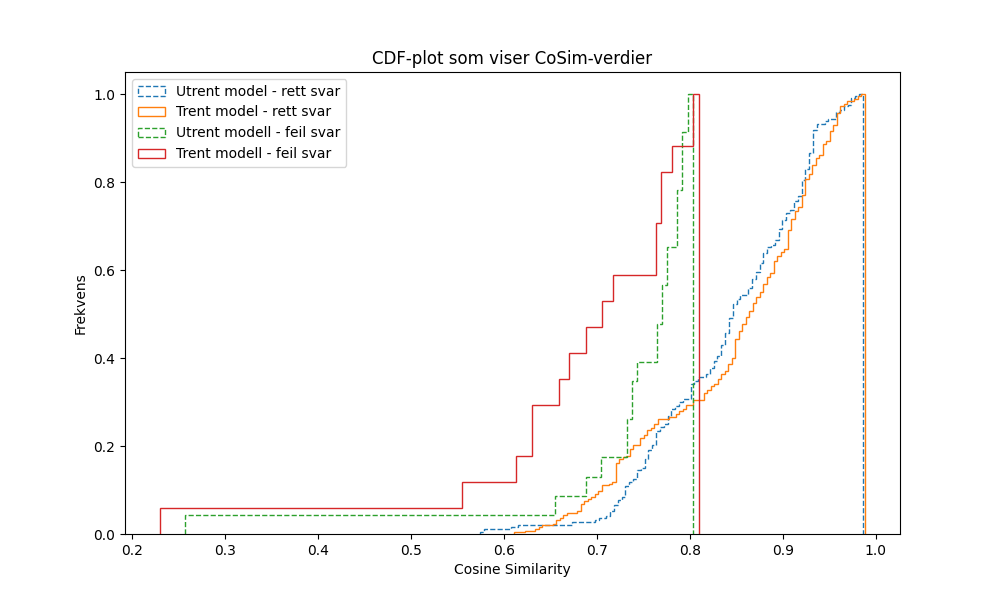 CDF-plot som viser CoSim-verdier
Utrent model - rett svar
Trent model - rett svar
Utrent modell - feil svar
Trent modell - feil svar
1.0
0.8
0.6
0.4
0.2
0.0
Frekvens
0.2 0.3 0.4 0.5 0.6 0.7 0.8 0.9 1.0
Cosine Similarity